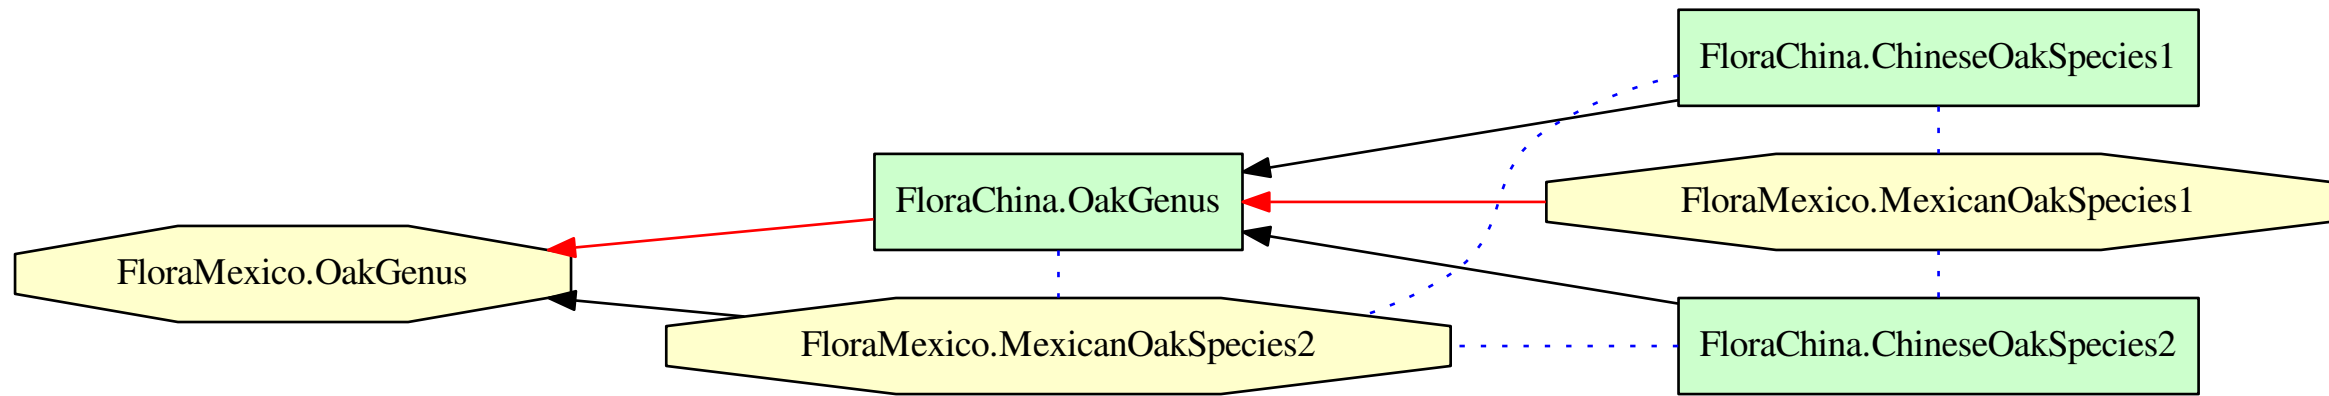 FloraChina.ChineseOakSpecies1
FloraChina.OakGenus
FloraMexico.MexicanOakSpecies1
FloraMexico.OakGenus
FloraMexico.MexicanOakSpecies2
FloraChina.ChineseOakSpecies2